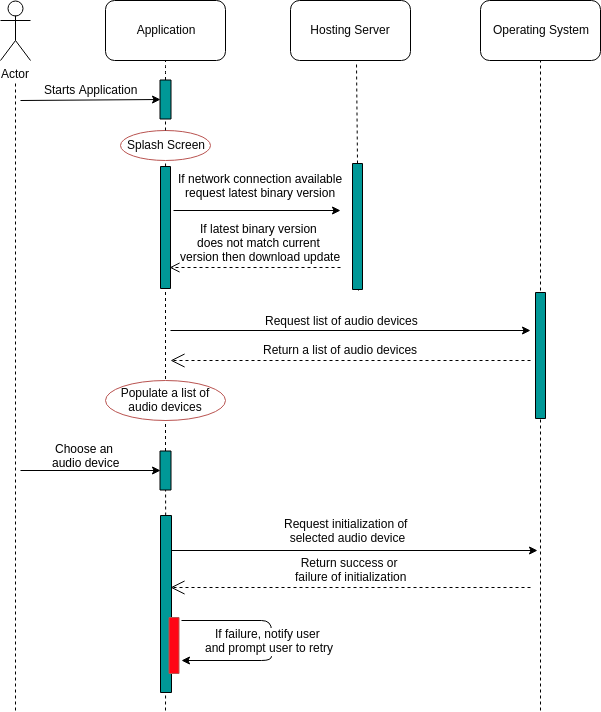 Application
Hosting Server
Operating System
Actor
Starts Application
Splash Screen
If network connection available
request latest binary version
If latest binary version
does not match current
version then download update
Request list of audio devices
Return a list of audio devices
Populate a list of
audio devices
Choose an
audio device
Request initialization of
selected audio device
Return success or
failure of initialization
If failure, notify user
and prompt user to retry